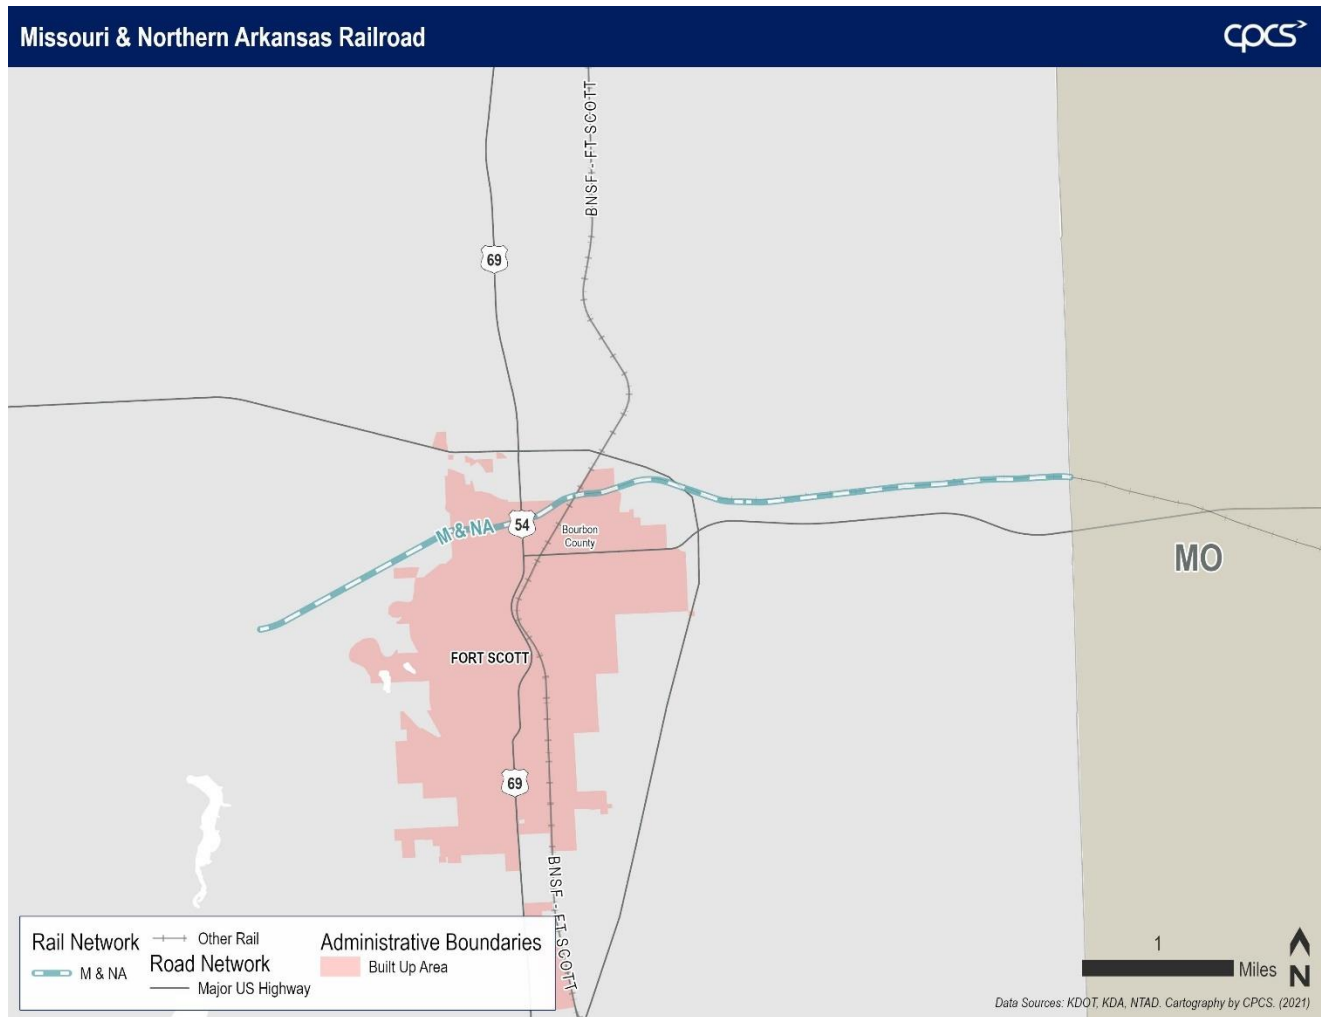 Missouri & Northern Arkansas Railroad
cpcs
BNSF - FT SCOTT
69
M & NA
54
Bourbon
County
MO
FORT SCOTT
69
BNSF - FT SCOTT
Rail Network
M & NA
Other Rail
Road Network
Major US Highway
Administrative Boundaries
Built Up Area
1
Miles
N
Data Sources: KDOT, KDA, NTAD. Cartography by CPCS. (2021)